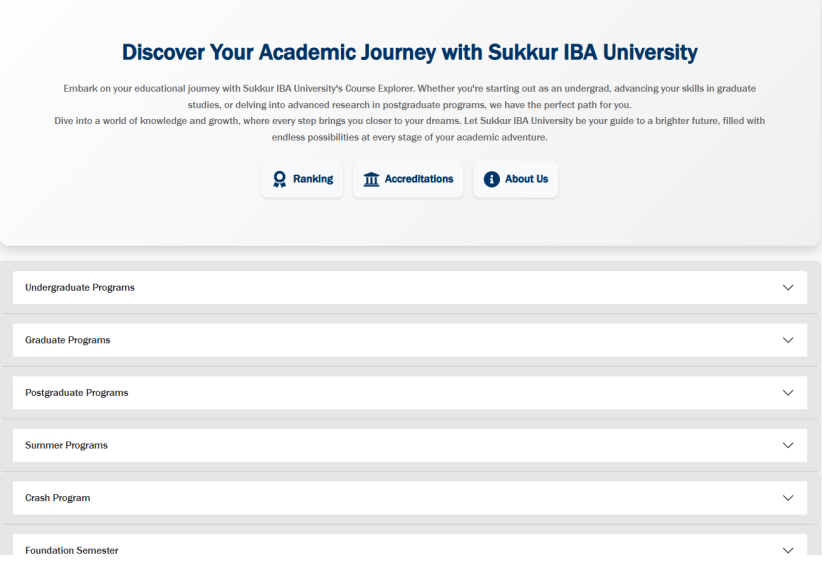 Discover Your Academic Journey with Sukkur IBA University
Embark on your educational journey with Sukkur IBA University's Course Explorer. Whether you're starting out as an undergrad, advancing your skills in graduate
studies, or delving into advanced research in postgraduate programs, we have the perfect path for you.
Dive into a world of knowledge and growth, where every step brings you closer to your dreams. Let Sukkur IBA University be your guide to a brighter future, filled with
endless possibilities at every stage of your academic adventure.
Ranking Accreditations About Us
Undergraduate Programs
Graduate Programs
Postgraduate Programs
Summer Programs
Crash Program
Foundation Semester